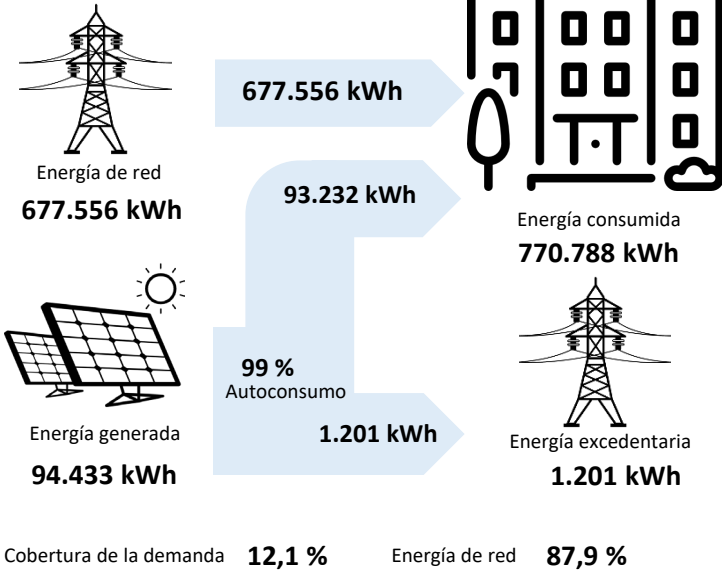 677.556 kWh
Energía de red
677.556 kWh
93.232 kWh
Energía consumida
770.788 kWh
99 %
Autoconsumo
Energía generada
94.433 kWh
1.201 kWh
Energía excedentaria
1.201 kWh
Cobertura de la demanda 12,1 % Energía de red 87,9 %